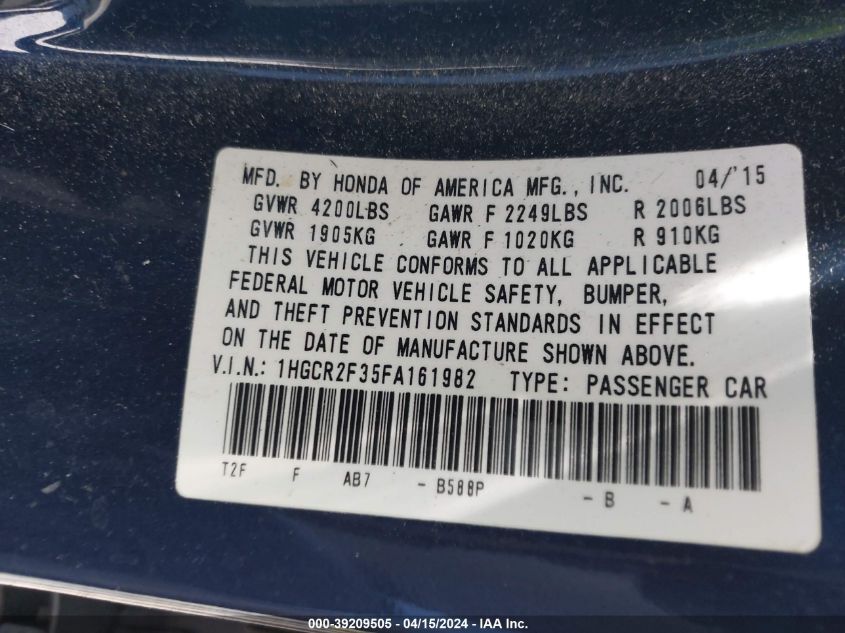 MFD. BY HONDA OF AMERICA MFG., INC. 04/'15
GVWR 4200LBS GAWR F 2249LBS R 2006LBS
GVWR 1905KG GAWR F 1020KG R 910KG
THIS VEHICLE CONFORMS TO ALL APPLICABLE
FEDERAL MOTOR VEHICLE SAFETY, BUMPER,
AND THEFT PREVENTION STANDARDS IN EFFECT
ON THE DATE OF MANUFACTURE SHOWN ABOVE.
V.I.N.: 1HGCR2F35FA161982 TYPE: PASSENGER CAR
T2F F AB7 - B588P - B - A
000-39209505 - 04/15/2024 - IAA Inc.